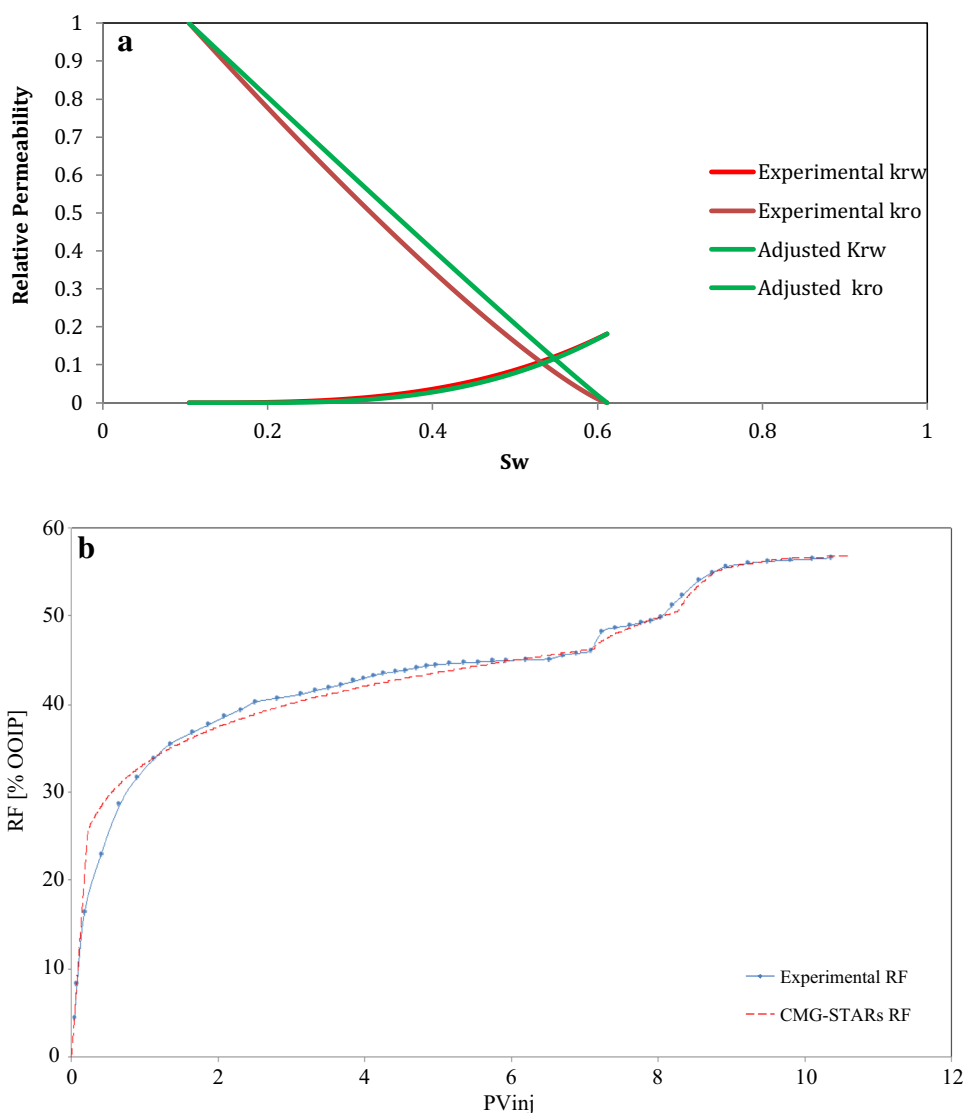 a
1
0.9
0.8
0.7
0.6
0.5
0.4
0.3
0.2
0.1
0
Relative Permeability
0
0.2
0.4
0.6
0.8
1
Sw
Experimental krw
Experimental kro
Adjusted Krw
Adjusted kro
b
60
50
40
30
20
10
0
RF [% OOIP]
0
2
4
6
8
10
12
PVinj
Experimental RF
CMG-STARs RF